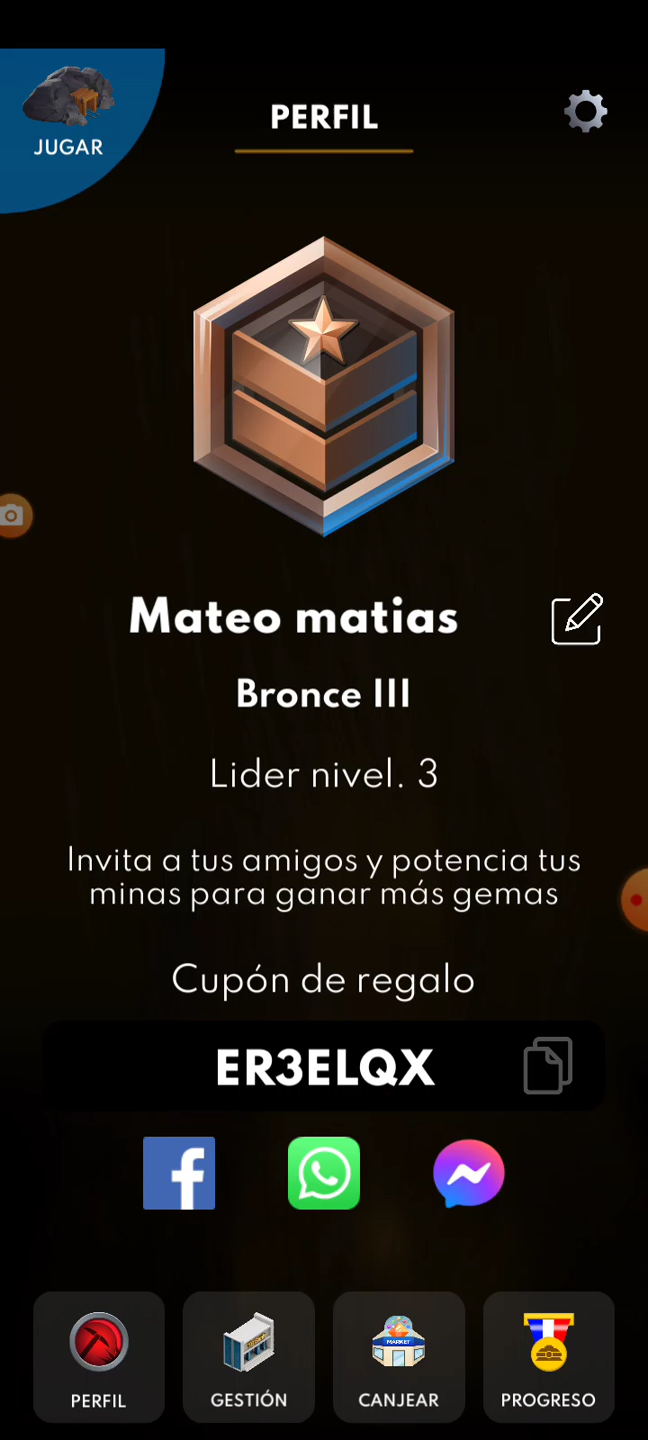 JUGAR
PERFIL
Mateo matias
Bronce III
Lider nivel. 3
Invita a tus amigos y potencia tus
minas para ganar más gemas
Cupón de regalo
ER3ELQX
MARKET
PERFIL
GESTIÓN
CANJEAR
PROGRESO